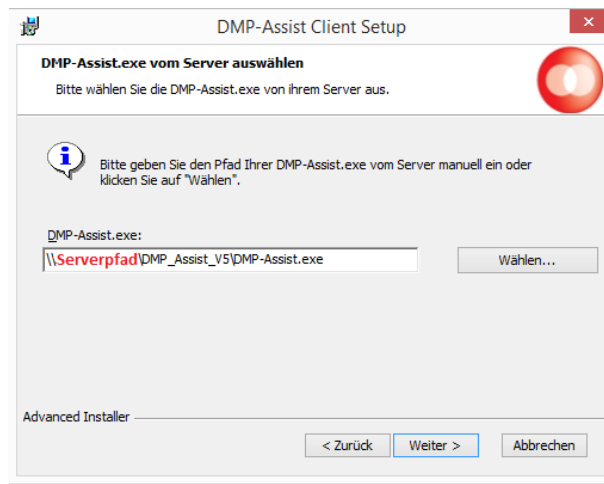 DMP-Assist Client Setup
DMP-Assist.exe vom Server auswählen
Bitte wählen Sie die DMP-Assist.exe von ihrem Server aus.
Bitte geben Sie den Pfad Ihrer DMP-Assist.exe vom Server manuell ein oder
klicken Sie auf "Wählen".
DMP-Assist.exe:
\\Serverpfad\DMP_Assist_V5\DMP-Assist.exe
Wählen...
Advanced Installer
< Zurück Weiter > Abbrechen